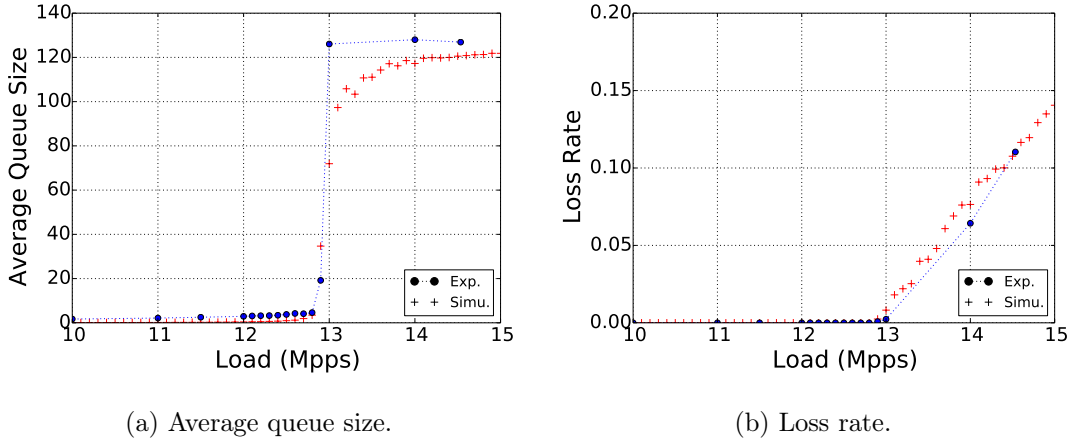 140
120
100
80
60
40
20
0
10 11 12 13 14 15
Average Queue Size
Load (Mpps)
Exp.
Simu.
(a) Average queue size.
0.20
0.15
0.10
0.05
0.00
10 11 12 13 14 15
Loss Rate
Load (Mpps)
Exp.
Simu.
(b) Loss rate.